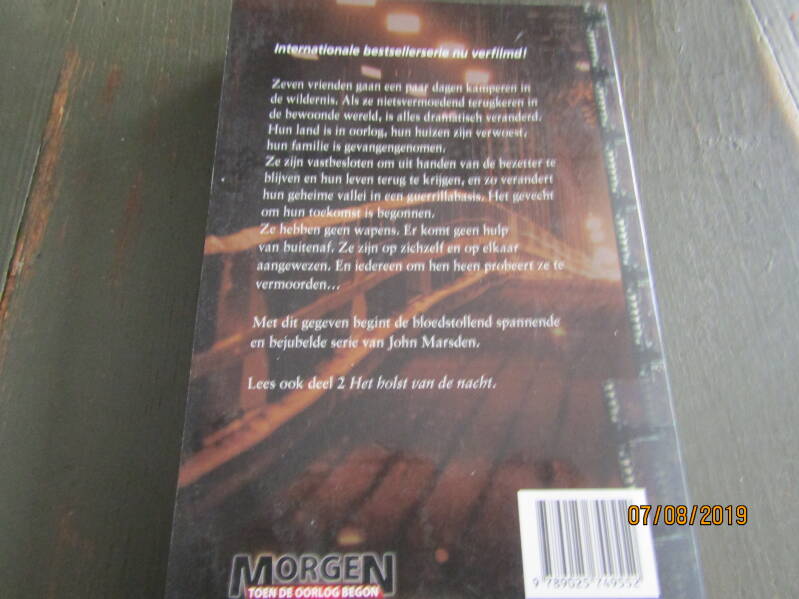 Internationale bestsellerserie nu verfilmd!
Zeven vrienden gaan een paar dagen kamperen in
de wildernis. Als ze nietsvermoedend terugkeren in
de bewoonde wereld, is alles dramatisch veranderd.
Hun land is in oorlog, hun huizen zijn verwoest,
hun familie is gevangengenomen.
Ze zijn vastbesloten om uit handen van de bezetter te
blijven en hun leven terug te krijgen, en zo verandert
hun geheime vallei in een guerrillabasis. Het gevecht
om hun toekomst is begonnen.
Ze hebben geen wapens. Er komt geen hulp
van buitenaf. Ze zijn op zichzelf en op elkaar
aangewezen. En iedereen om hen heen probeert ze te
vermoorden...
Met dit gegeven begint de bloedstollend spannende
en bejubelde serie van John Marsden.
Lees ook deel 2 Het holst van de nacht.
07/08/2019
9 789025 749552
MORGEN
TOEN DE OORLOG BEGON